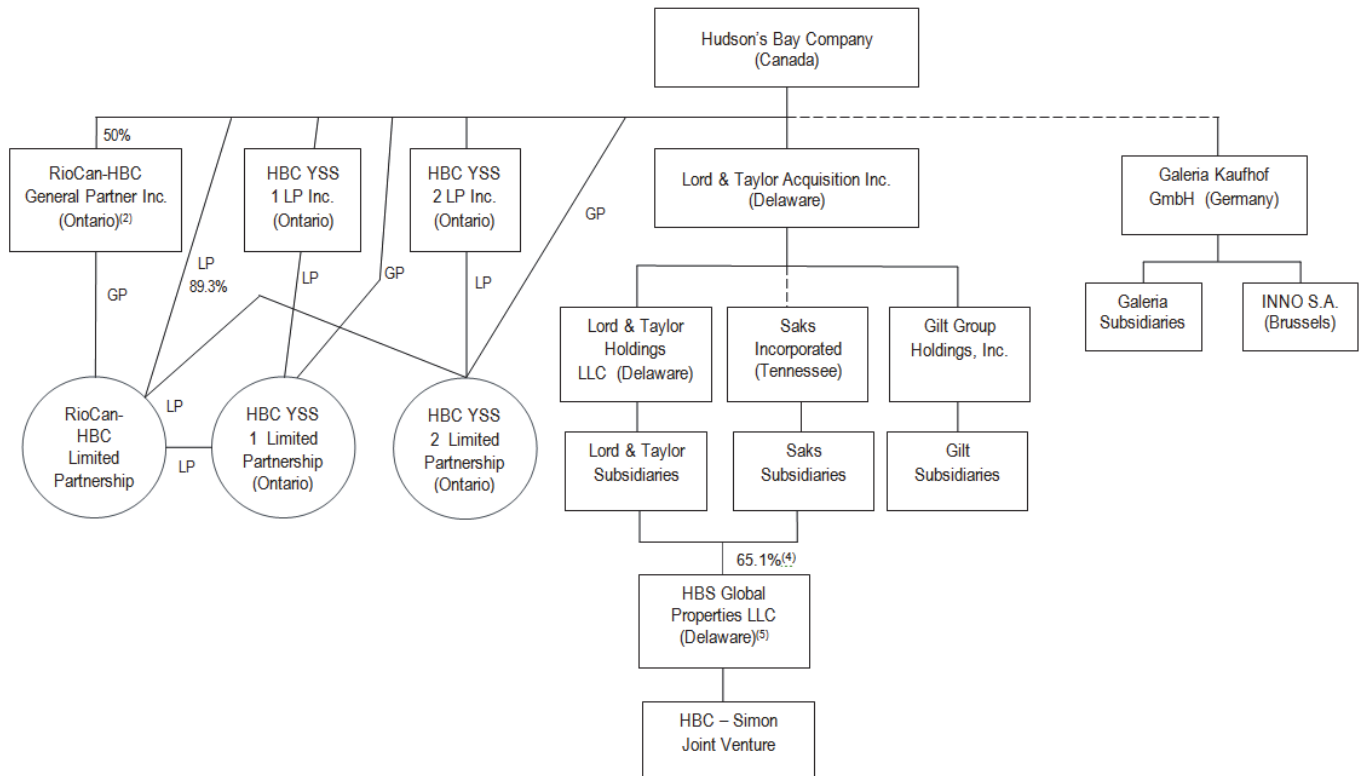 Hudson's Bay Company
(Canada)
50%
RioCan-HBC
General Partner Inc.
(Ontario)(2)
HBC YSS
1 LP Inc.
(Ontario)
HBC YSS
2 LP Inc.
(Ontario)
GP
Lord & Taylor Acquisition Inc.
(Delaware)
Galeria Kaufhof
GmbH (Germany)
GP
LP
89.3%
LP
GP
LP
Galeria
Subsidiaries
INNO S.A.
(Brussels)
Lord & Taylor
Holdings
LLC (Delaware)
Saks
Incorporated
(Tennessee)
Gilt Group
Holdings, Inc.
RioCan-
HBC
Limited
Partnership
LP
LP
HBC YSS
1 Limited
Partnership
(Ontario)
HBC YSS
2 Limited
Partnership
(Ontario)
Lord & Taylor
Subsidiaries
Saks
Subsidiaries
Gilt
Subsidiaries
65.1%(4)
HBS Global
Properties LLC
(Delaware)(5)
HBC – Simon
Joint Venture